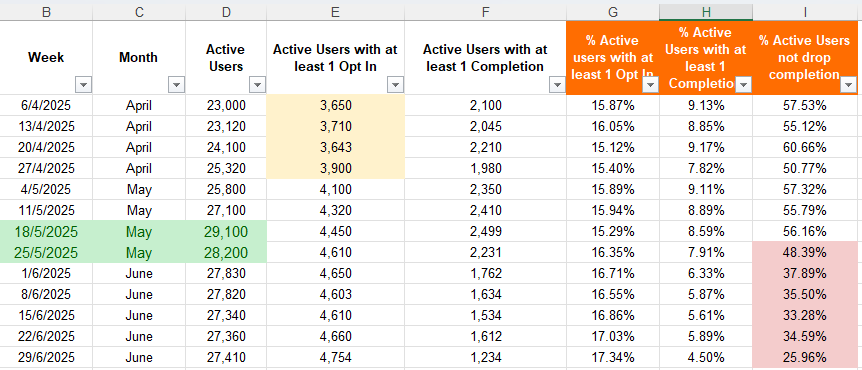 B C D E F G H I
Week Month Active Users Active Users with at least 1 Opt In Active Users with at least 1 Completion % Active users with at least 1 Opt In % Active Users with at least 1 Completio % Active Users not drop completion
6/4/2025 April 23,000 3,650 2,100 15.87% 9.13% 57.53%
13/4/2025 April 23,120 3,710 2,045 16.05% 8.85% 55.12%
20/4/2025 April 24,100 3,643 2,210 15.12% 9.17% 60.66%
27/4/2025 April 25,320 3,900 1,980 15.40% 7.82% 50.77%
4/5/2025 May 25,800 4,100 2,350 15.89% 9.11% 57.32%
11/5/2025 May 27,100 4,320 2,410 15.94% 8.89% 55.79%
18/5/2025 May 29,100 4,450 2,499 15.29% 8.59% 56.16%
25/5/2025 May 28,200 4,610 2,231 16.35% 7.91% 48.39%
1/6/2025 June 27,830 4,650 1,762 16.71% 6.33% 37.89%
8/6/2025 June 27,820 4,603 1,634 16.55% 5.87% 35.50%
15/6/2025 June 27,340 4,610 1,534 16.86% 5.61% 33.28%
22/6/2025 June 27,360 4,660 1,612 17.03% 5.89% 34.59%
29/6/2025 June 27,410 4,754 1,234 17.34% 4.50% 25.96%